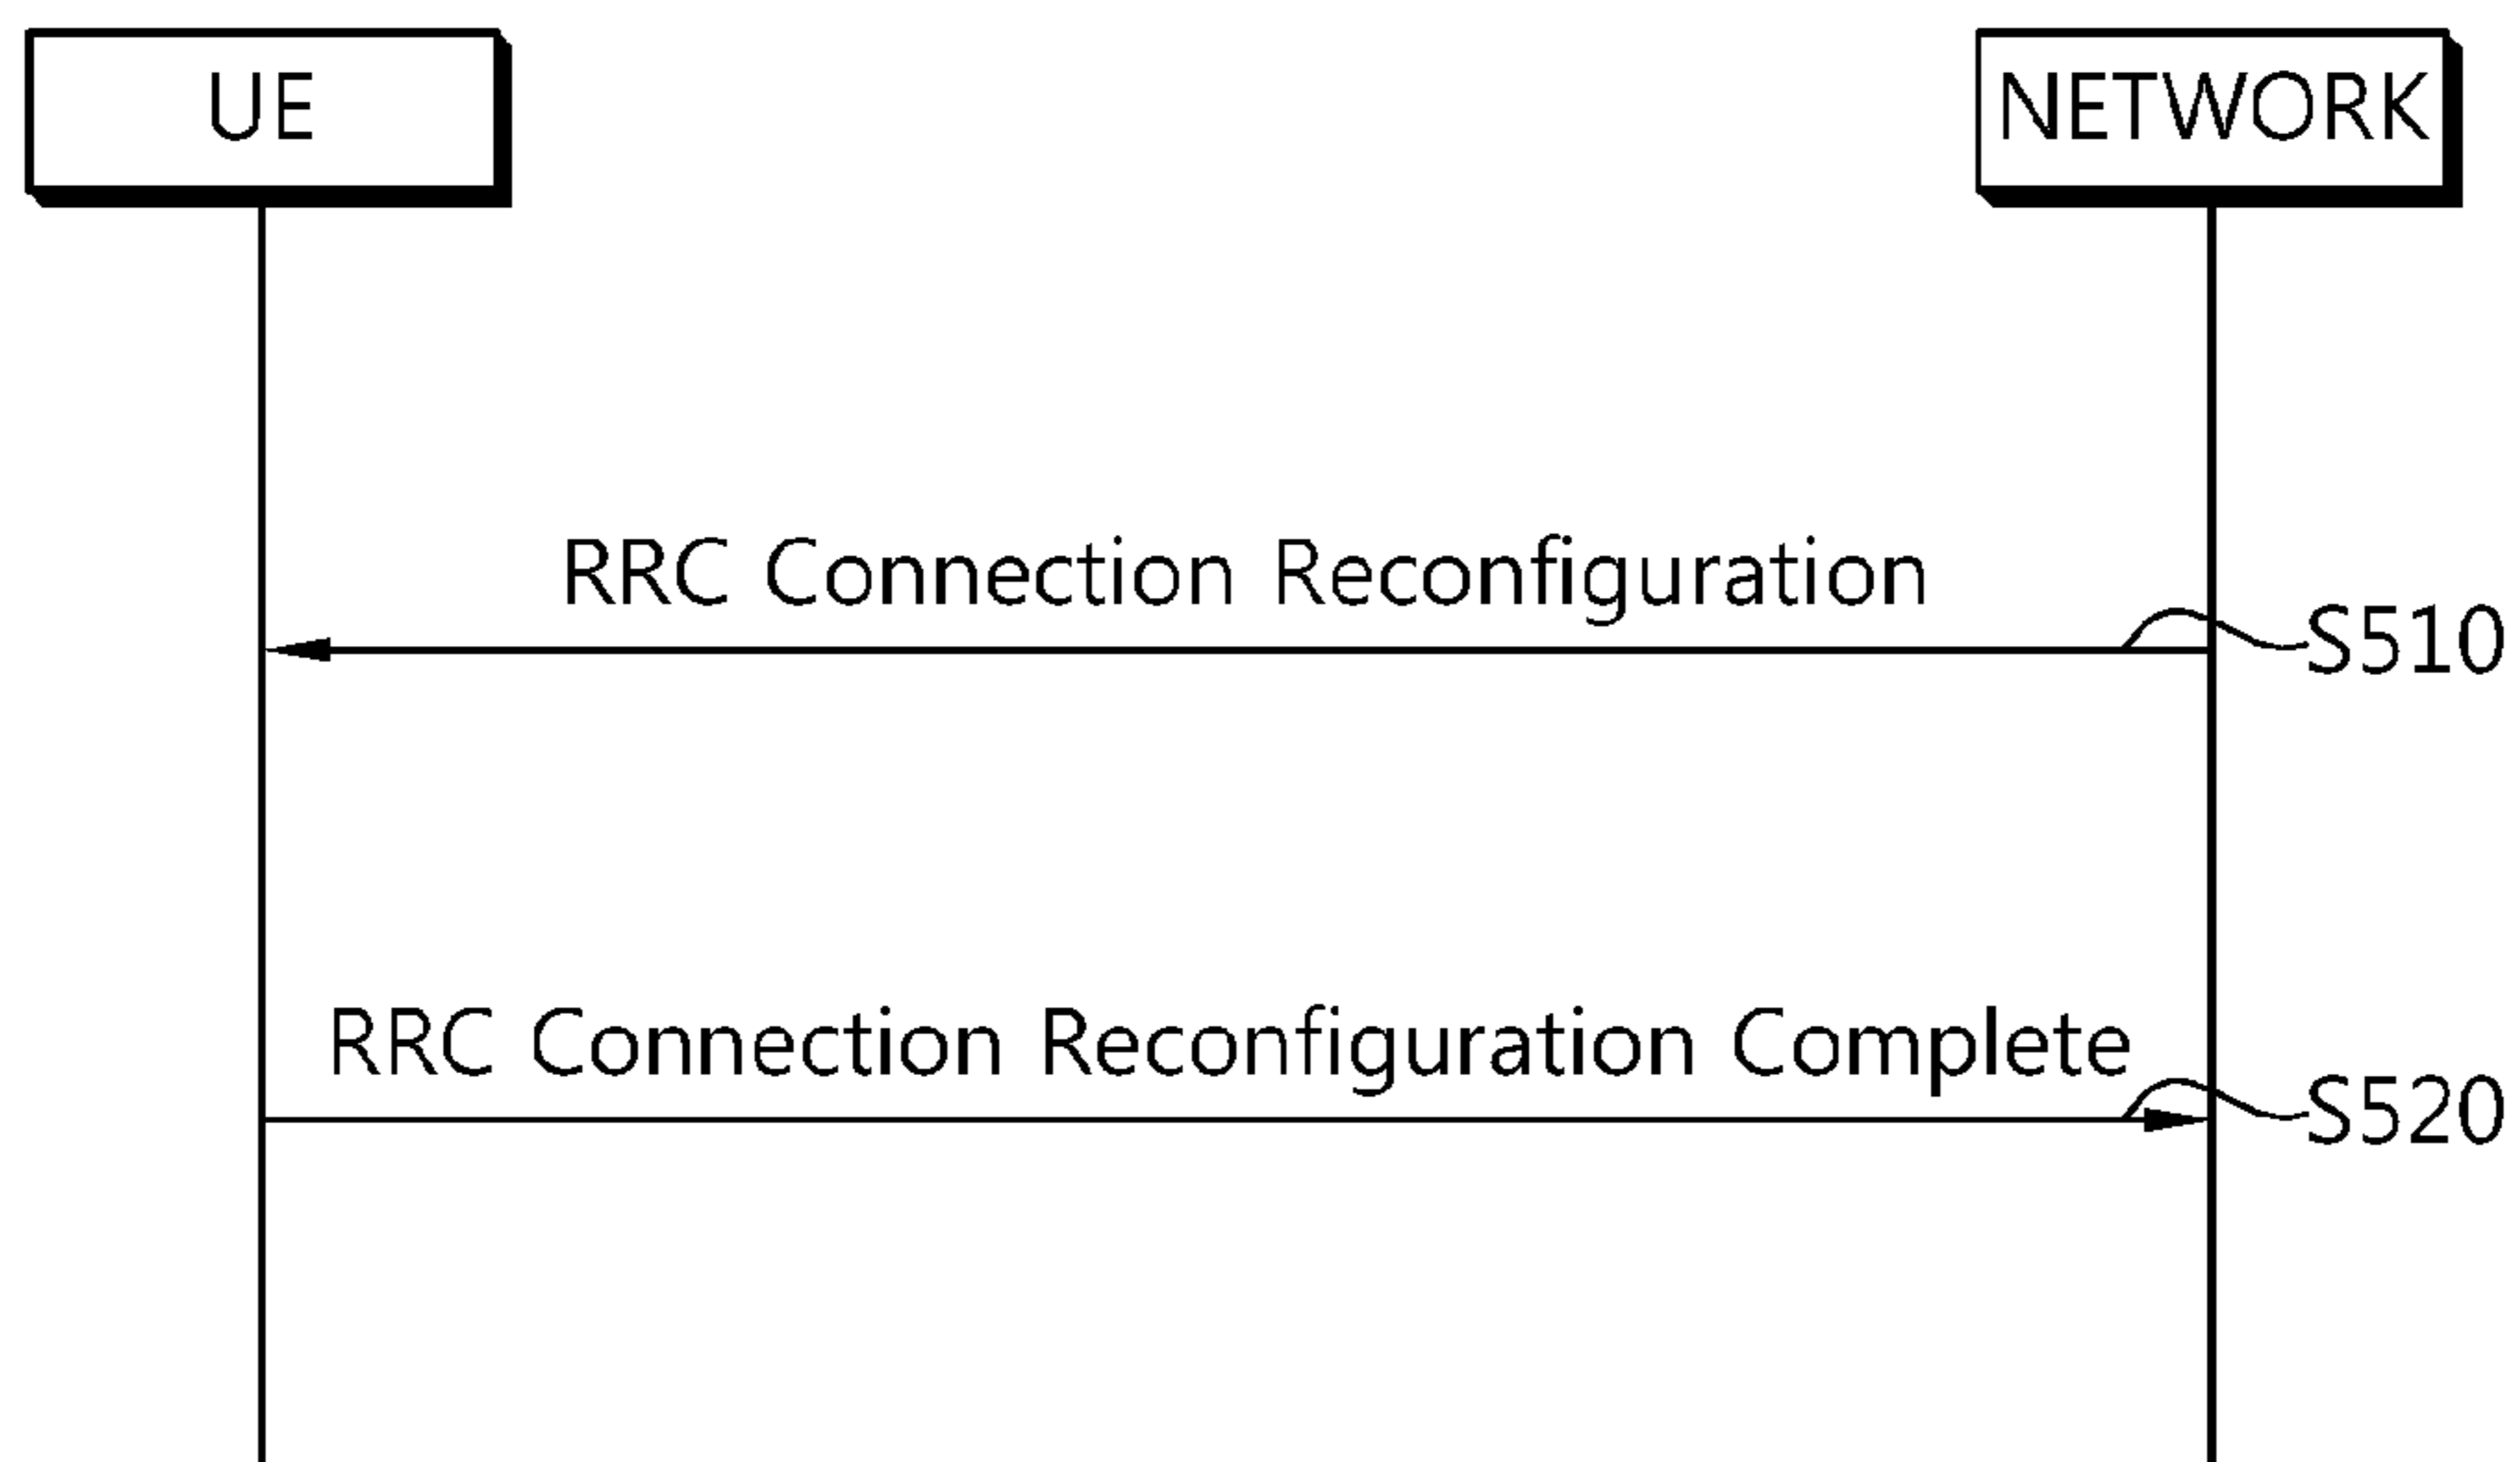 UE
NETWORK
RRC Connection Reconfiguration
S510
RRC Connection Reconfiguration Complete
S520